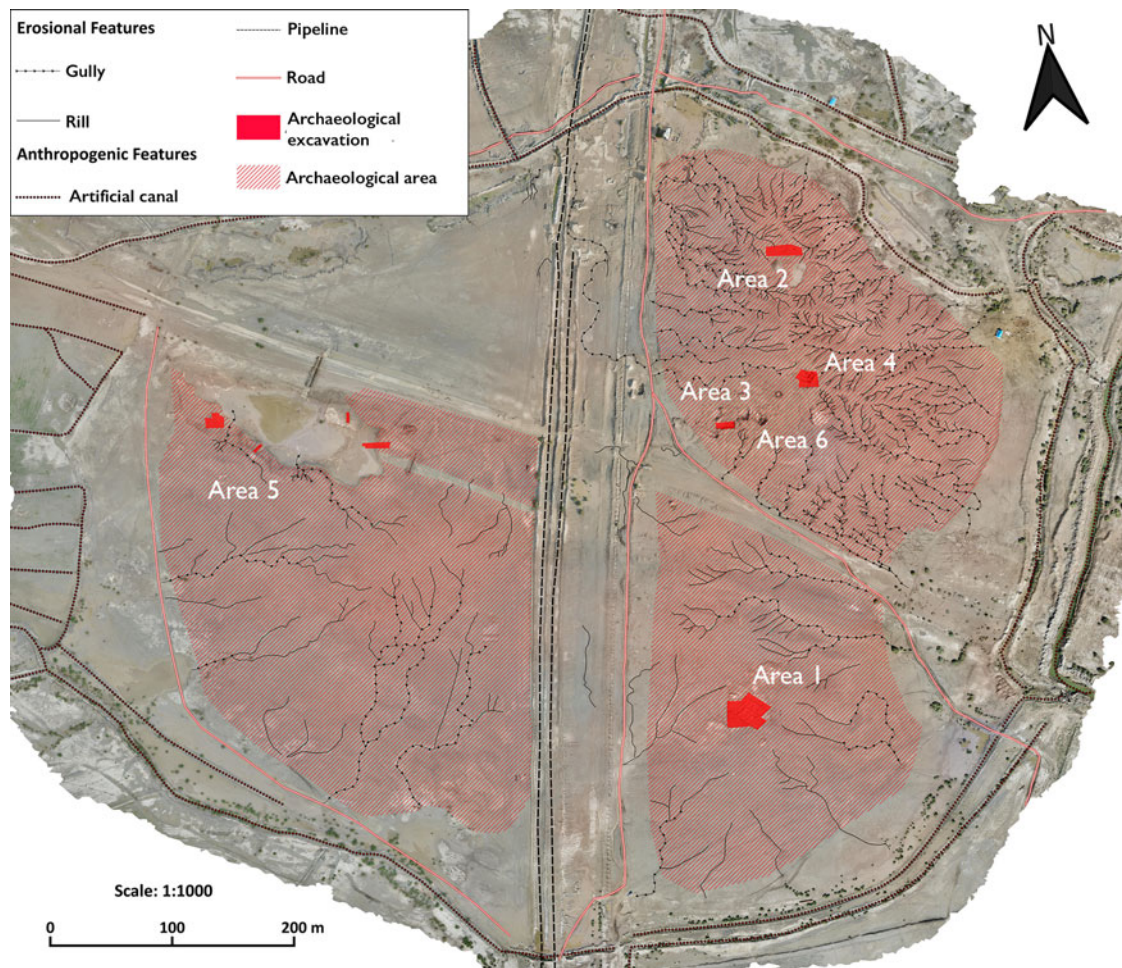 Erosional Features
Gully
Rill
Anthropogenic Features
Artificial canal
Pipeline
Road
Archaeological
excavation
Archaeological area
N
Area 2
Area 4
Area 3
Area 6
Area 5
Area 1
Scale: 1:1000
0 100 200 m